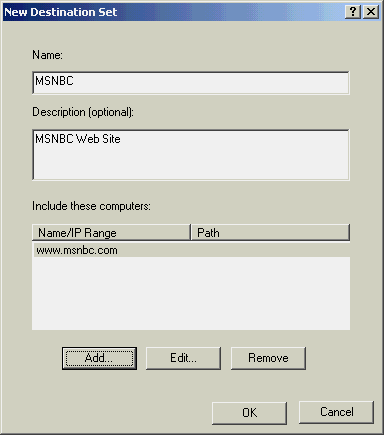 New Destination Set
Name:
MSNBC
Description (optional):
MSNBC Web Site
Include these computers:
Name/IP Range Path
www.msnbc.com
Add... Edit... Remove
OK Cancel